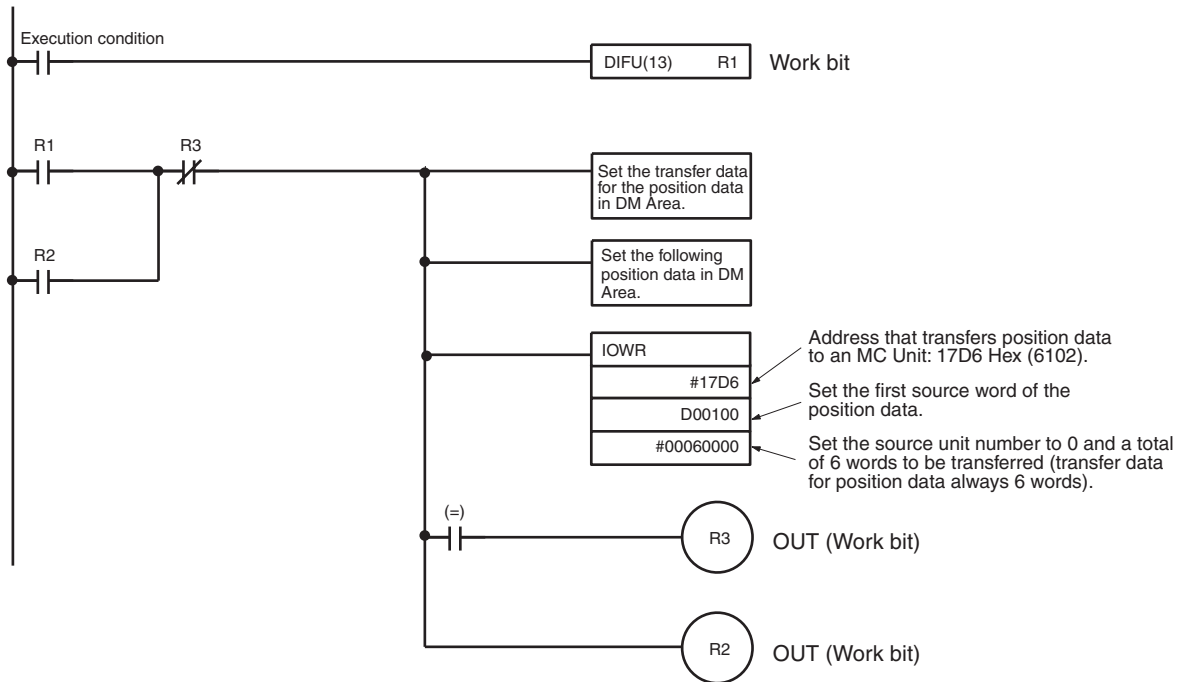 Execution condition
DIFU(13) R1
Work bit
R1
R3
Set the transfer data
for the position data
in DM Area.
R2
Set the following
position data in DM
Area.
IOWR
#17D6
D00100
#00060000
Address that transfers position data
to an MC Unit: 17D6 Hex (6102).
Set the first source word of the
position data.
Set the source unit number to 0 and a total
of 6 words to be transferred (transfer data
for position data always 6 words).
(=)
R3
OUT (Work bit)
R2
OUT (Work bit)